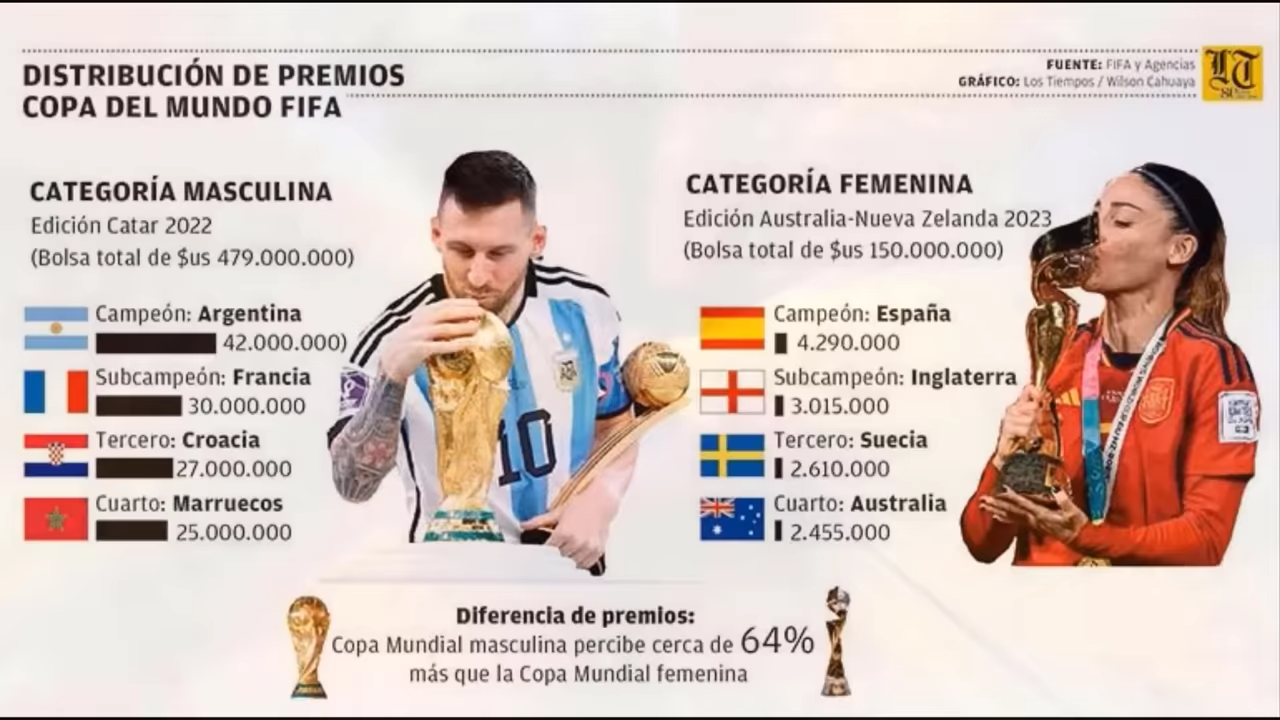 DISTRIBUCIÓN DE PREMIOS
COPA DEL MUNDO FIFA
FUENTE: FIFA y Agencias
GRÁFICO: Los Tiempos / Wilson Cahuaya
LT
80
CATEGORÍA MASCULINA
Edición Catar 2022
(Bolsa total de $us 479.000.000)
Campeón: Argentina
42.000.000)
Subcampeón: Francia
30.000.000
Tercero: Croacia
27.000.000
Cuarto: Marruecos
25.000.000
10
CATEGORÍA FEMENINA
Edición Australia-Nueva Zelanda 2023
(Bolsa total de $us 150.000.000)
Campeón: España
4.290.000
Subcampeón: Inglaterra
3.015.000
Tercero: Suecia
2.610.000
Cuarto: Australia
2.455.000
Diferencia de premios:
Copa Mundial masculina percibe cerca de 64%
más que la Copa Mundial femenina